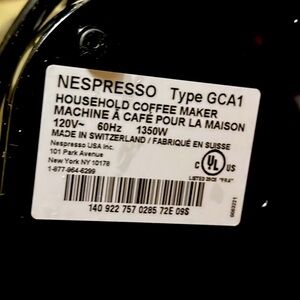 NESPRESSO Type GCA1
HOUSEHOLD COFFEE MAKER
MACHINE À CAFÉ POUR LA MAISON
120V~ 60Hz 1350W
MADE IN SWITZERLAND / FABRIQUÉ EN SUISSE
Nespresso USA Inc.
101 Park Avenue
New York NY 10178
1-877-964-6299
C UL US
140 922 757 0285 72E 09S